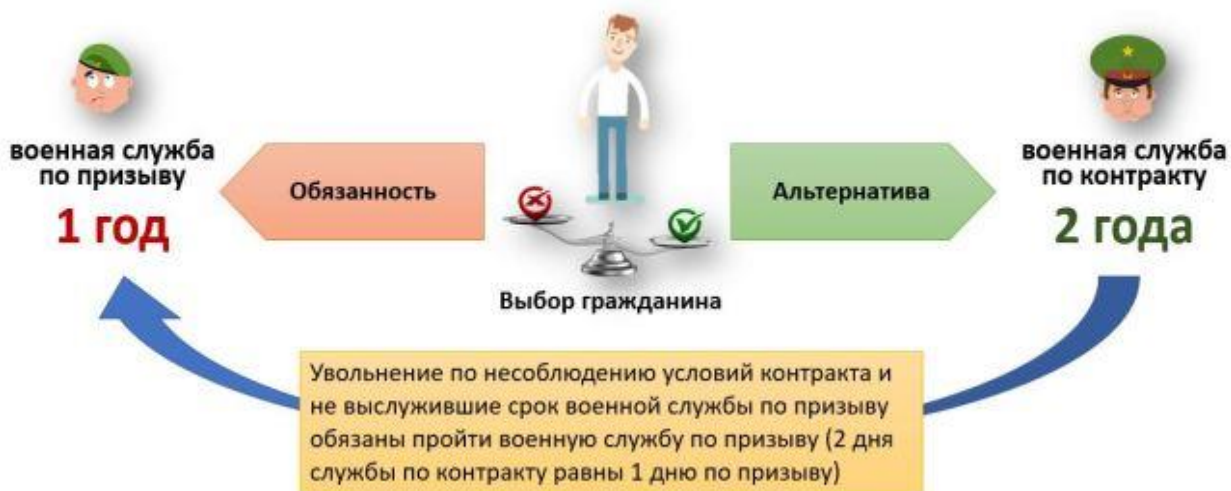 военная служба
по призыву
1 год
Обязанность
Выбор гражданина
Альтернатива
военная служба
по контракту
2 года
Увольнение по несоблюдению условий контракта и
не выслужившие срок военной службы по призыву
обязаны пройти военную службу по призыву (2 дня
службы по контракту равны 1 дню по призыву)